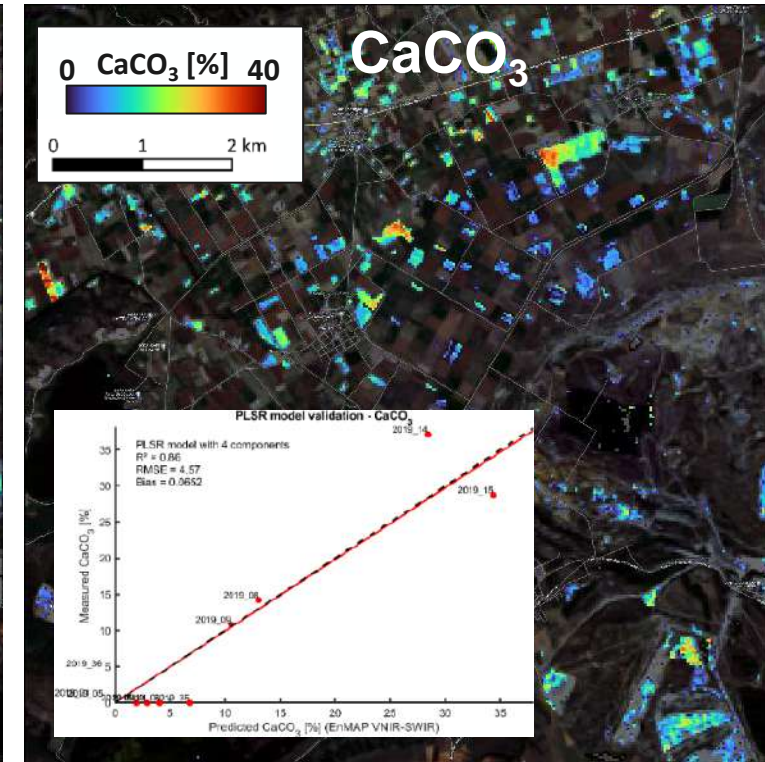 CaCO₃
0 CaCO₃ [%] 40
0 1 2 km
PLSR model validation - CaCO₃
PLSR model with 4 components
R² = 0.86
RMSE = 4.57
Bias = 0.0652
2019_14
2019_15
2019_08
2019_09
2019_36
Measured CaCO₃ [%]
35
30
25
20
15
10
5
0
0 5 10 15 20 25 30 35
Predicted CaCO₃ [%] (EnMAP VNIR-SWIR)